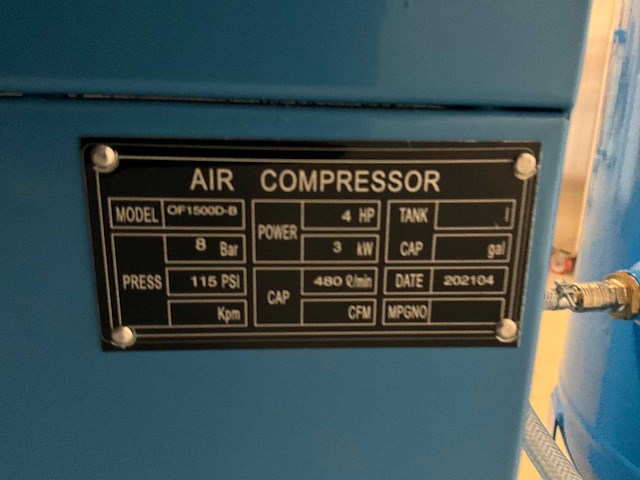 AIR COMPRESSOR
MODEL OF1500D-B
PRESS
8 Bar
115 PSI
Kpm
POWER
4 HP
3 kW
CAP
480 ℓ/min
CFM
TANK l
CAP gal
DATE 202104
MPGNO